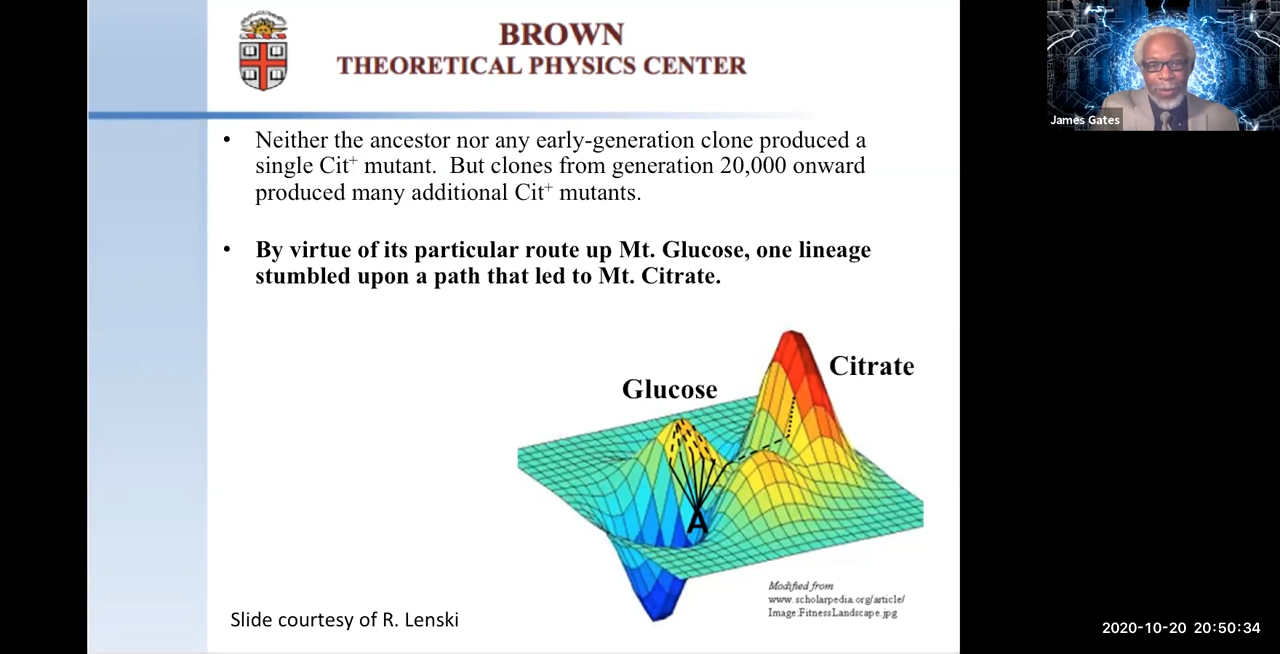 BROWN
THEORETICAL PHYSICS CENTER
James Gates
• Neither the ancestor nor any early-generation clone produced a
single Cit⁺ mutant. But clones from generation 20,000 onward
produced many additional Cit⁺ mutants.
• By virtue of its particular route up Mt. Glucose, one lineage
stumbled upon a path that led to Mt. Citrate.
Citrate
Glucose
A
Modified from
www.scholarpedia.org/article/
Image:FitnessLandscape.jpg
Slide courtesy of R. Lenski
2020-10-20 20:50:34